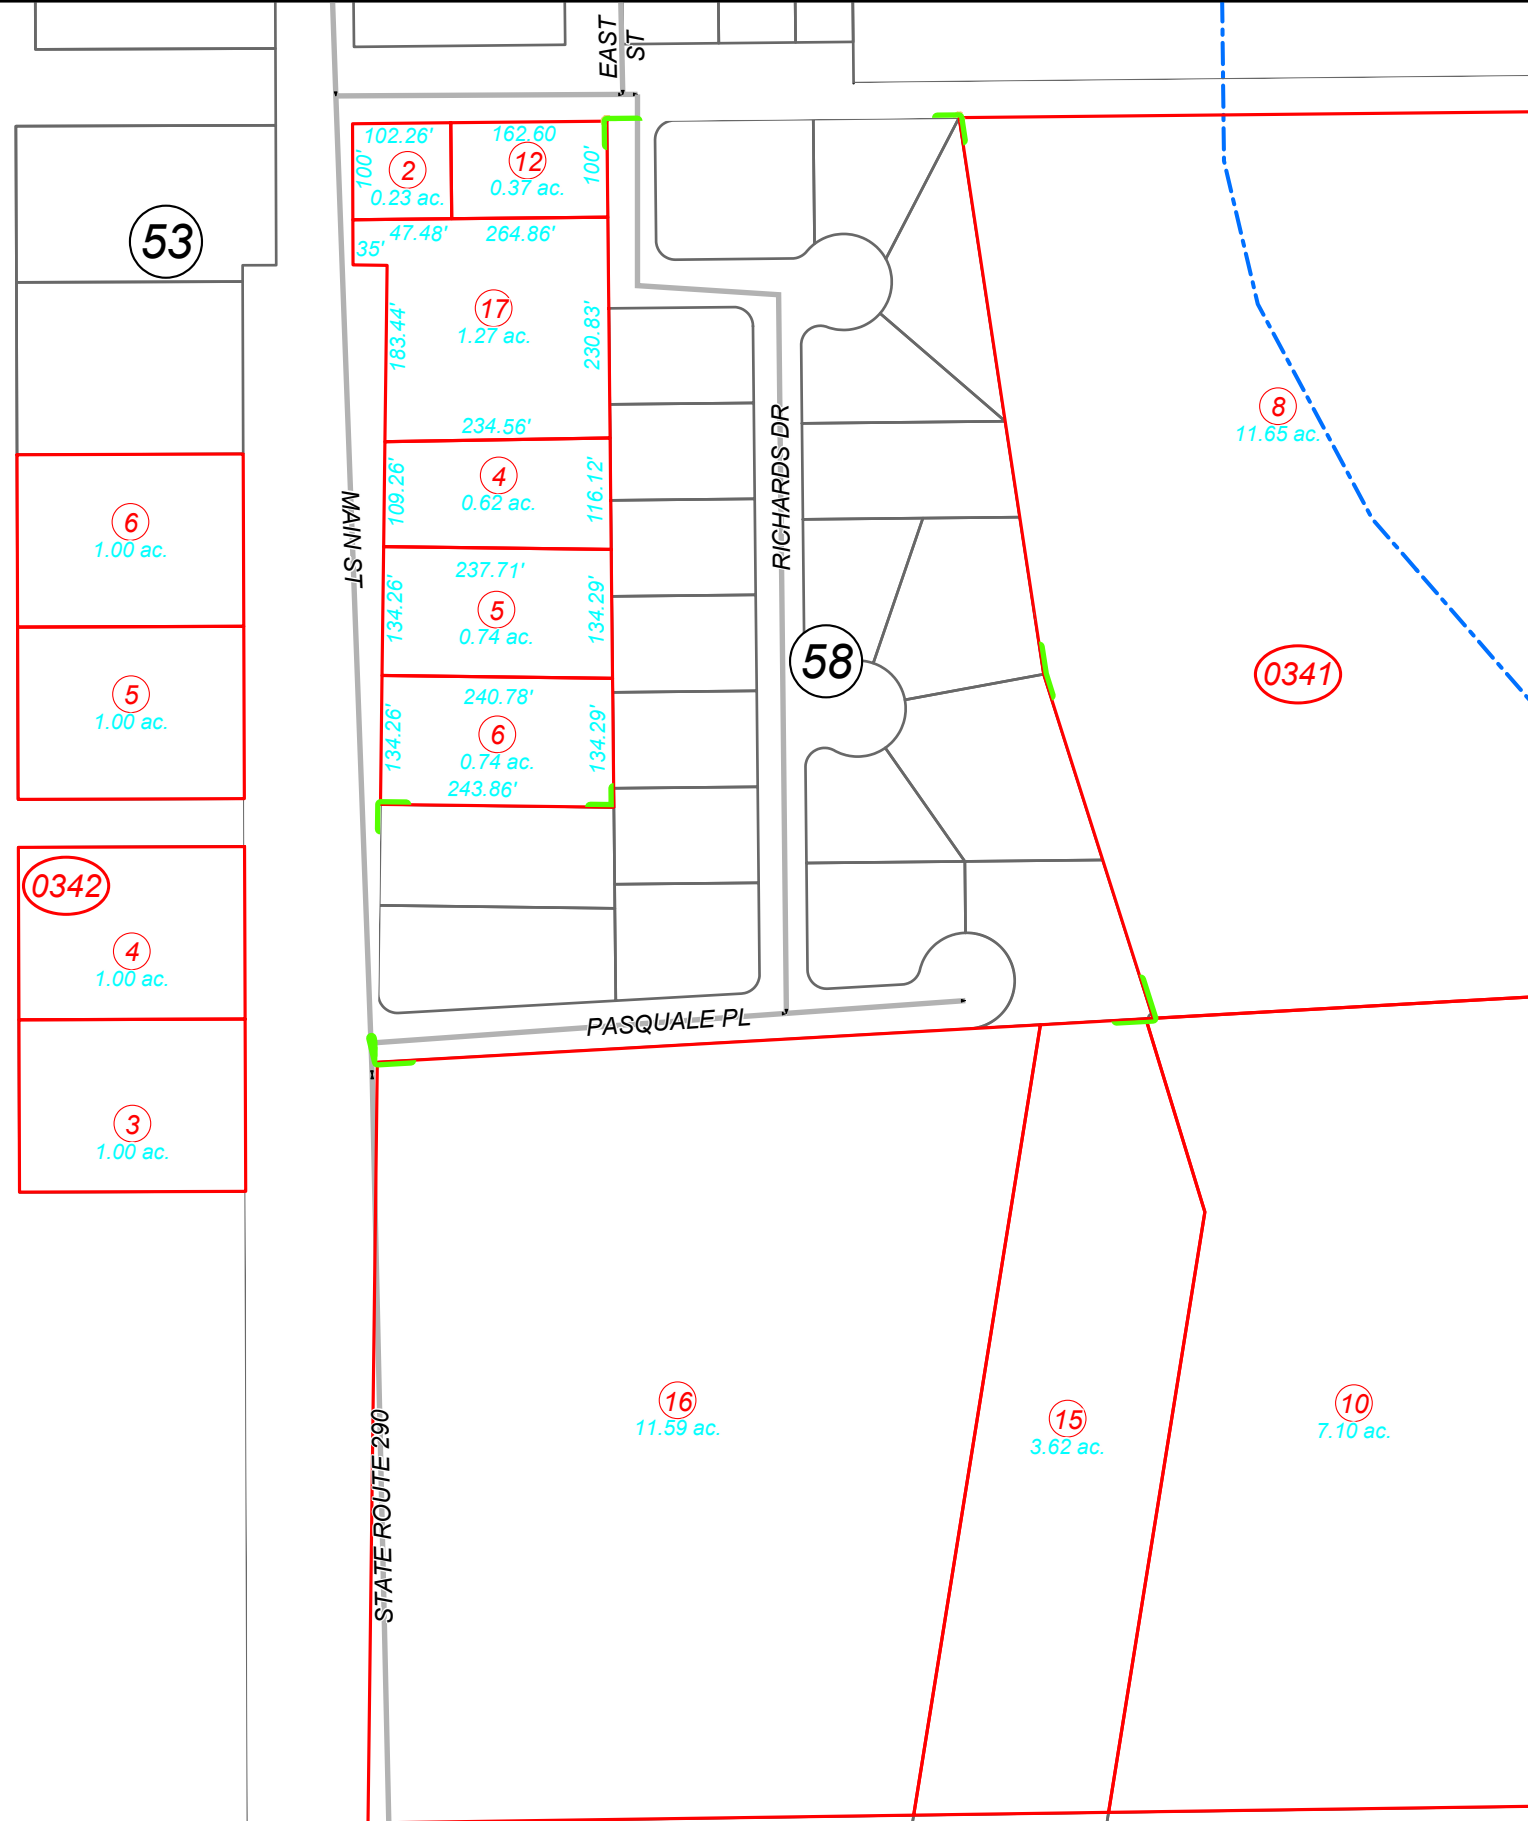 EAST
ST
102.26'
162.60
100'
2
0.23 ac.
12
0.37 ac.
100'
53
35'
47.48'
264.86'
17
1.27 ac.
183.44'
230.83'
8
11.65 ac.
234.56'
RICHARDS DR
109.26'
4
0.62 ac.
116.12'
6
1.00 ac.
MAIN ST
237.71'
134.26'
5
0.74 ac.
134.29'
58
0341
5
1.00 ac.
240.78'
134.26'
6
0.74 ac.
134.29'
243.86'
0342
4
1.00 ac.
PASQUALE PL
3
1.00 ac.
16
11.59 ac.
15
3.62 ac.
10
7.10 ac.
STATE ROUTE 290